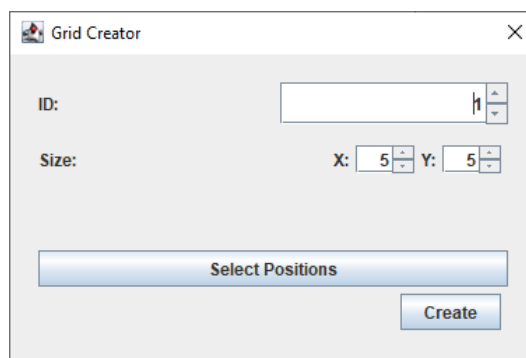 Grid Creator
ID: 1
Size: X: 5 Y: 5
Select Positions
Create